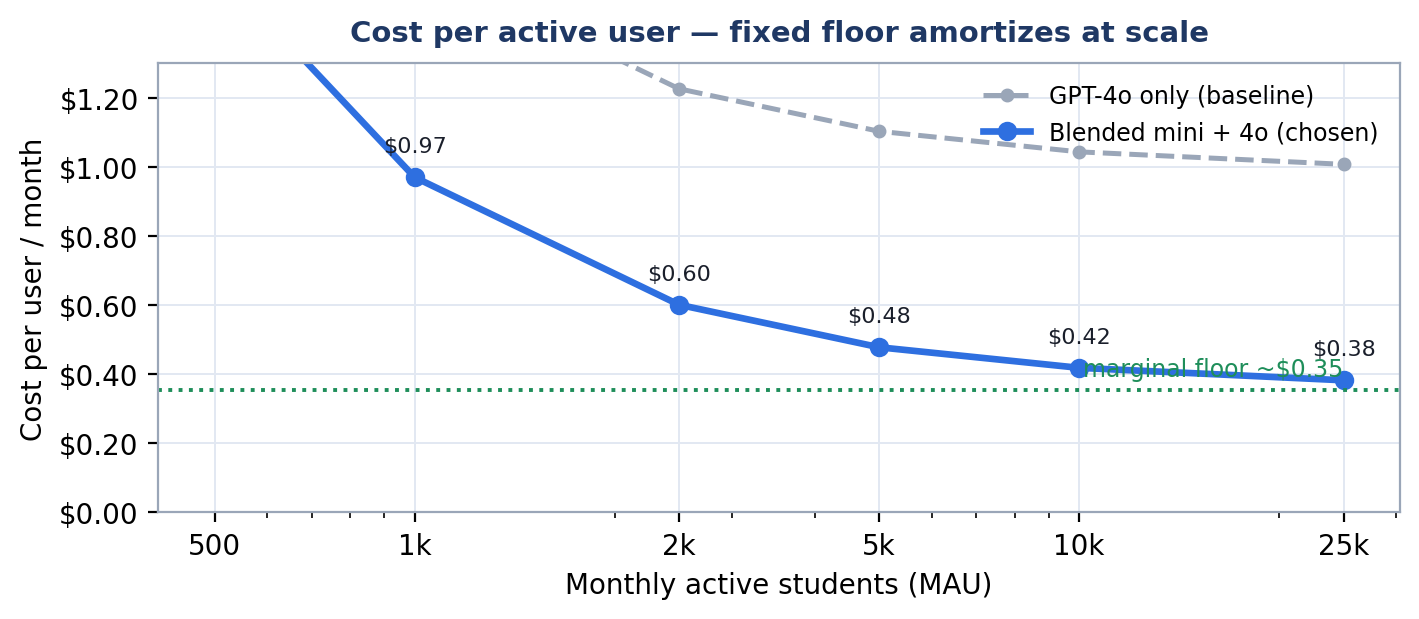 Cost per active user — fixed floor amortizes at scale
GPT-4o only (baseline)
Blended mini + 4o (chosen)
Cost per user / month
$1.20
$1.00
$0.80
$0.60
$0.40
$0.20
$0.00
$0.97
$0.60
$0.48
$0.42
$0.38
marginal floor ~$0.35
500 1k 2k 5k 10k 25k
Monthly active students (MAU)